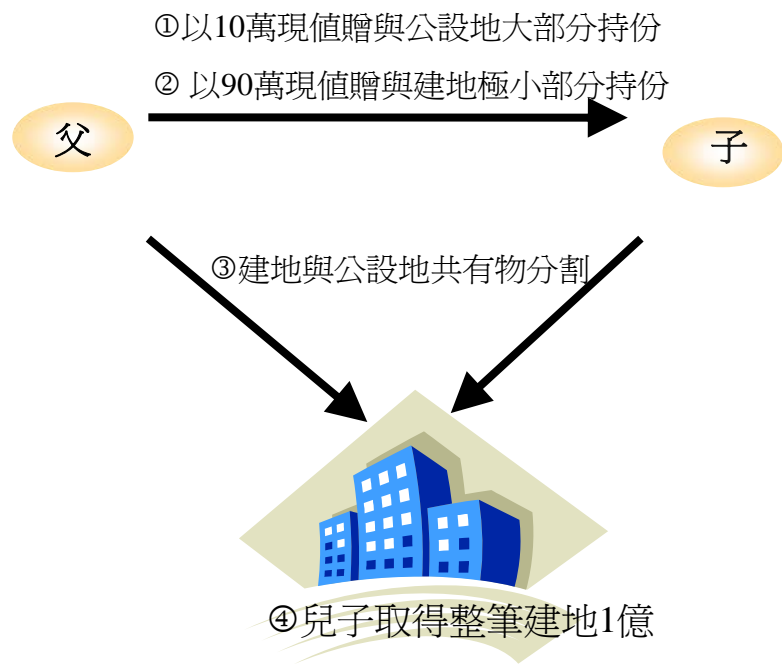 ①以10萬現值贈與公設地大部分持份
② 以90萬現值贈與建地極小部分持份
父
子
③建地與公設地共有物分割
④兒子取得整筆建地1億